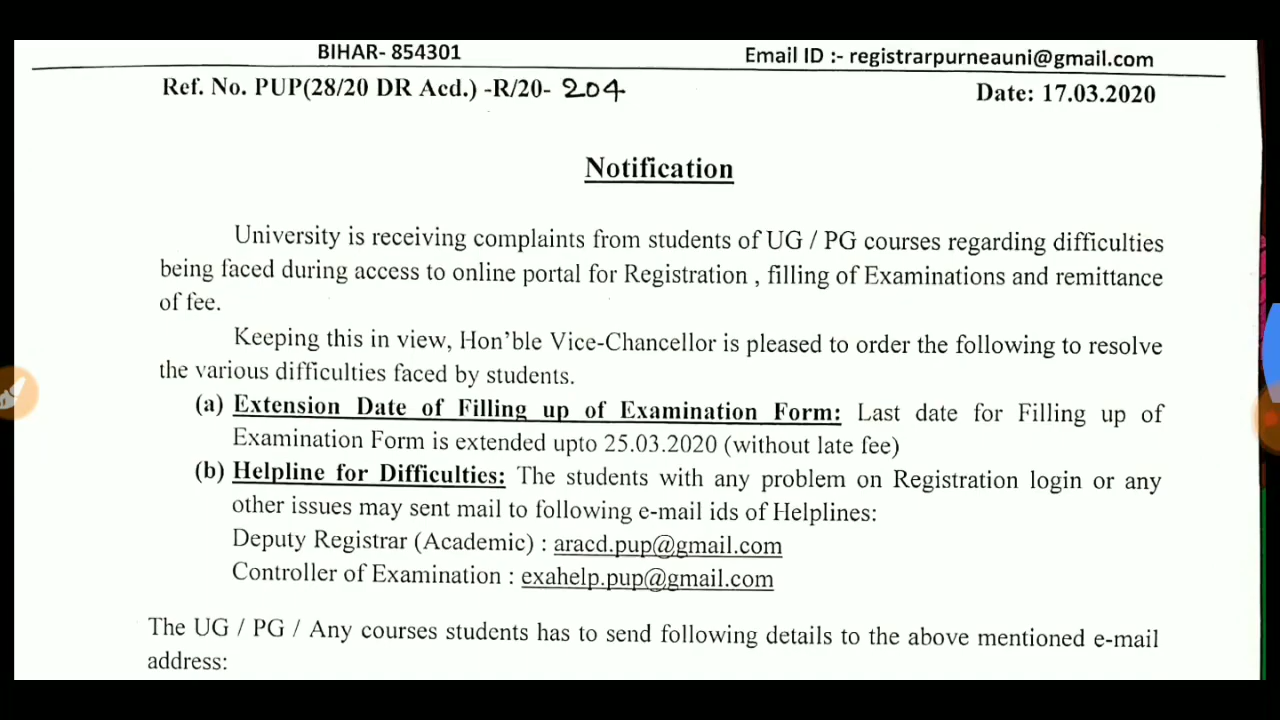 BIHAR- 854301 Email ID :- registrarpurneauni@gmail.com
Ref. No. PUP(28/20 DR Acd.) -R/20- 204 Date: 17.03.2020
Notification
University is receiving complaints from students of UG / PG courses regarding difficulties
being faced during access to online portal for Registration , filling of Examinations and remittance
of fee.
Keeping this in view, Hon'ble Vice-Chancellor is pleased to order the following to resolve
the various difficulties faced by students.
(a) Extension Date of Filling up of Examination Form: Last date for Filling up of
Examination Form is extended upto 25.03.2020 (without late fee)
(b) Helpline for Difficulties: The students with any problem on Registration login or any
other issues may sent mail to following e-mail ids of Helplines:
Deputy Registrar (Academic) : aracd.pup@gmail.com
Controller of Examination : exahelp.pup@gmail.com
The UG / PG / Any courses students has to send following details to the above mentioned e-mail
address: